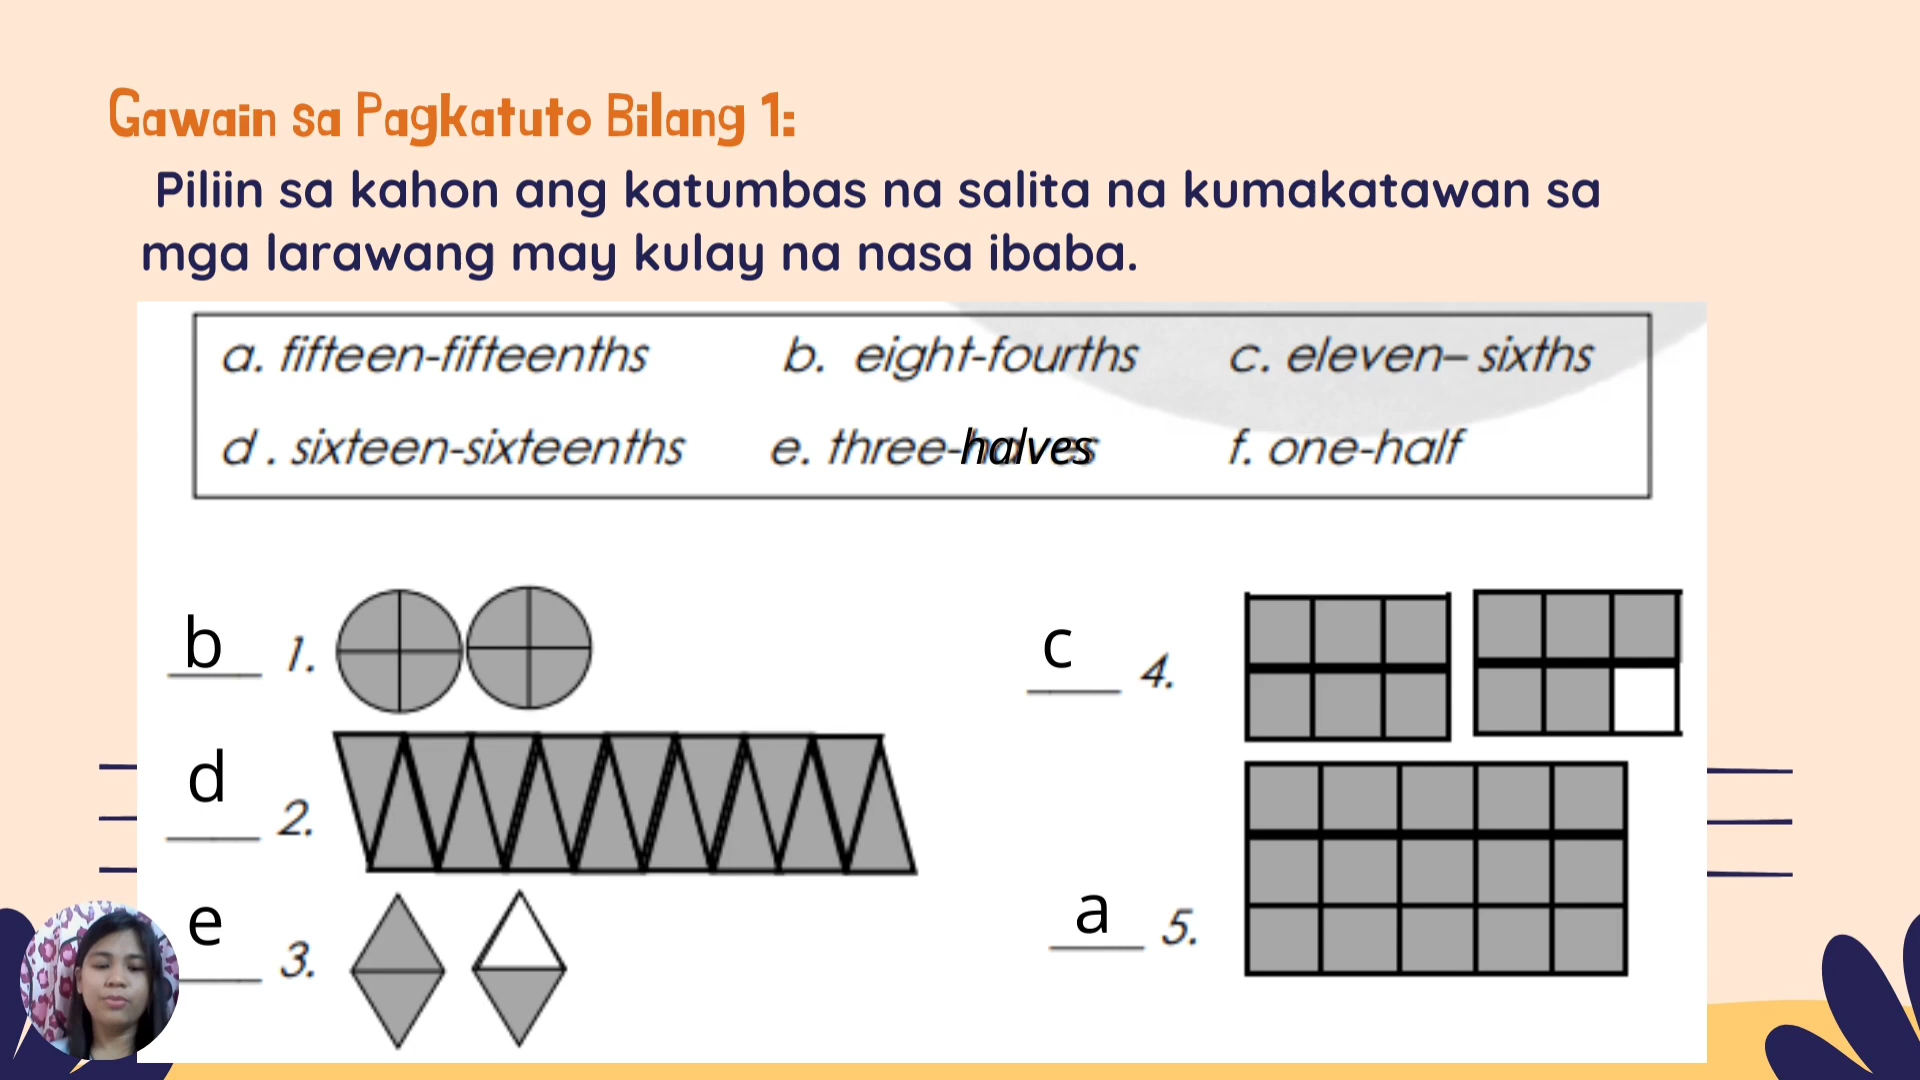 Gawain sa Pagkatuto Bilang 1:
Piliin sa kahon ang katumbas na salita na kumakatawan sa
mga larawang may kulay na nasa ibaba.
a. fifteen-fifteenths b. eight-fourths c. eleven– sixths
d . sixteen-sixteenths e. three-halves f. one-half
b 1.
c 4.
d 2.
e 3.
a 5.